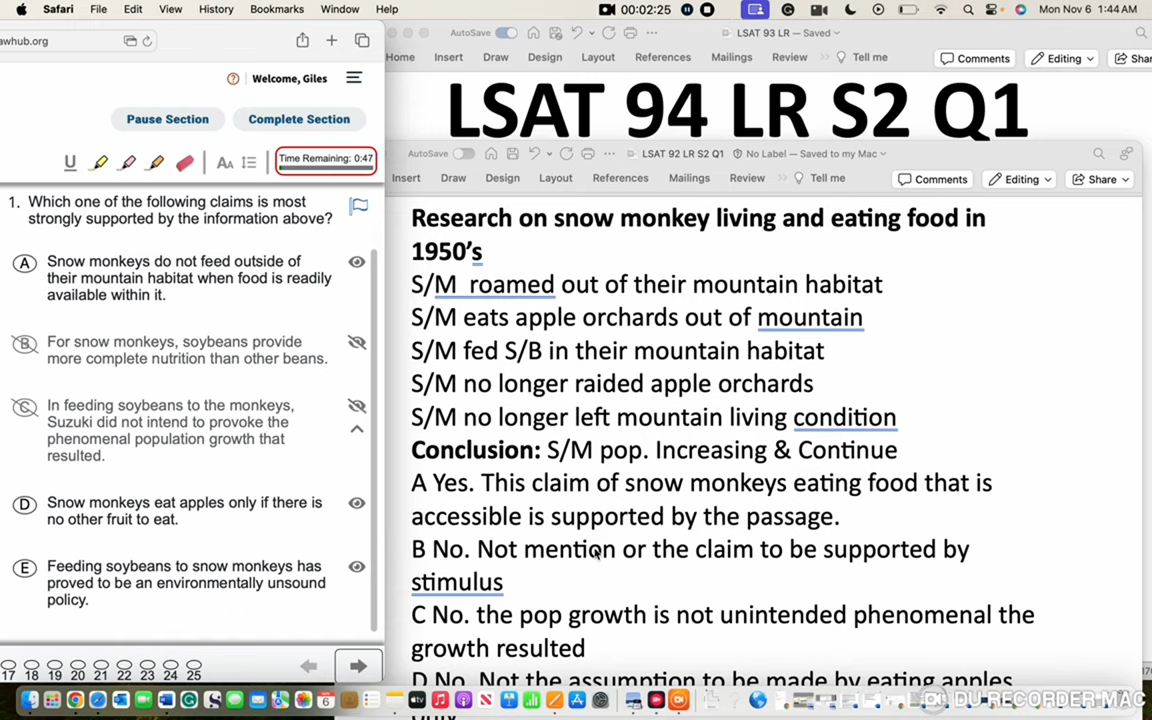 Safari File Edit View History Bookmarks Window Help 00:02:25 Mon Nov 6 1:44 AM
awhub.org
AutoSave LSAT 93 LR — Saved
Home Insert Draw Design Layout References Mailings Review Tell me Comments Editing Shar
Welcome, Giles
Pause Section Complete Section
LSAT 94 LR S2 Q1
Time Remaining: 0:47
AutoSave LSAT 92 LR S2 Q1 No Label — Saved to my Mac
Insert Draw Design Layout References Mailings Review Tell me Comments Editing Share
1. Which one of the following claims is most
strongly supported by the information above?
A Snow monkeys do not feed outside of
their mountain habitat when food is readily
available within it.
B For snow monkeys, soybeans provide
more complete nutrition than other beans.
C In feeding soybeans to the monkeys,
Suzuki did not intend to provoke the
phenomenal population growth that
resulted.
D Snow monkeys eat apples only if there is
no other fruit to eat.
E Feeding soybeans to snow monkeys has
proved to be an environmentally unsound
policy.
17 18 19 20 21 22 23 24 25
Research on snow monkey living and eating food in
1950's
S/M roamed out of their mountain habitat
S/M eats apple orchards out of mountain
S/M fed S/B in their mountain habitat
S/M no longer raided apple orchards
S/M no longer left mountain living condition
Conclusion: S/M pop. Increasing & Continue
A Yes. This claim of snow monkeys eating food that is
accessible is supported by the passage.
B No. Not mention or the claim to be supported by
stimulus
C No. the pop growth is not unintended phenomenal the
growth resulted
D No. Not the assumption to be made by eating apples
only
DU RECORDER MAC